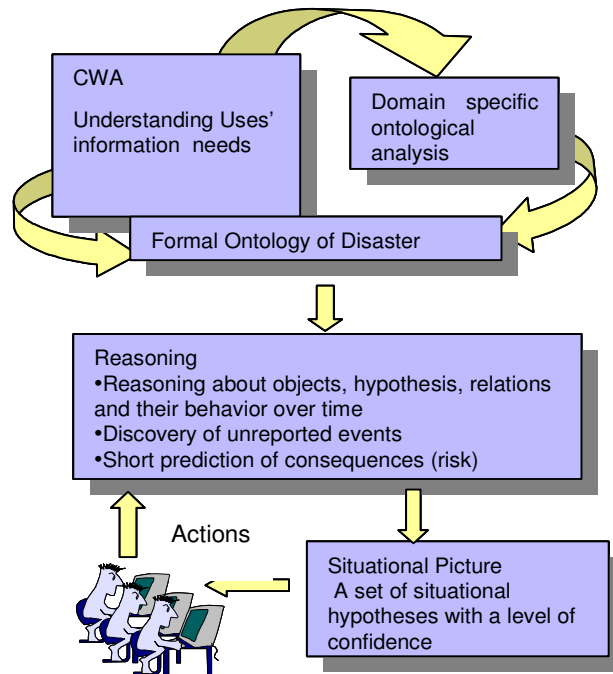 CWA
Understanding Uses’
information needs
Domain specific
ontological
analysis
Formal Ontology of Disaster
Reasoning
•Reasoning about objects, hypothesis, relations
and their behavior over time
•Discovery of unreported events
•Short prediction of consequences (risk)
Actions
Situational Picture
A set of situational
hypotheses with a level of
confidence